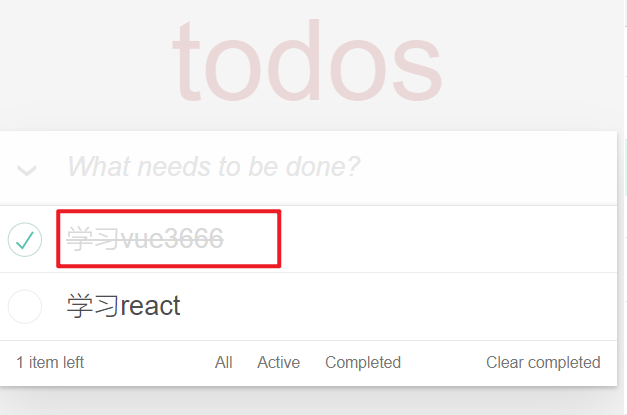 todos
What needs to be done?
学习vue3666
学习react
1 item left All Active Completed Clear completed